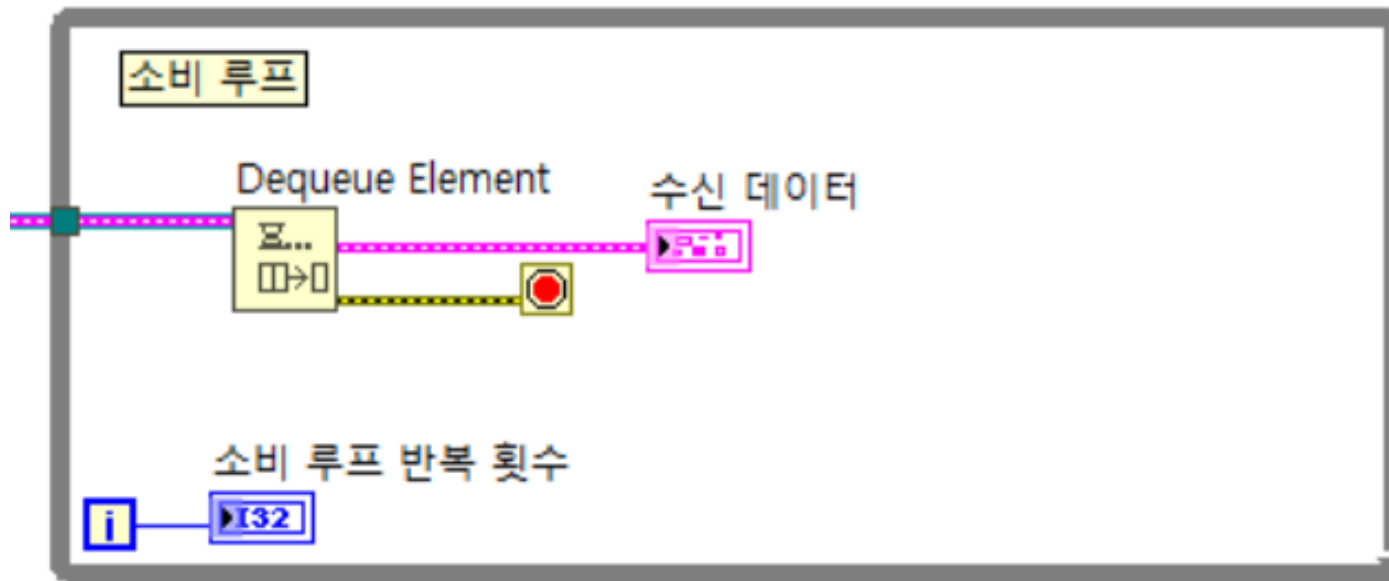 소비 루프
Dequeue Element
수신 데이터
소비 루프 반복 횟수
i
I32